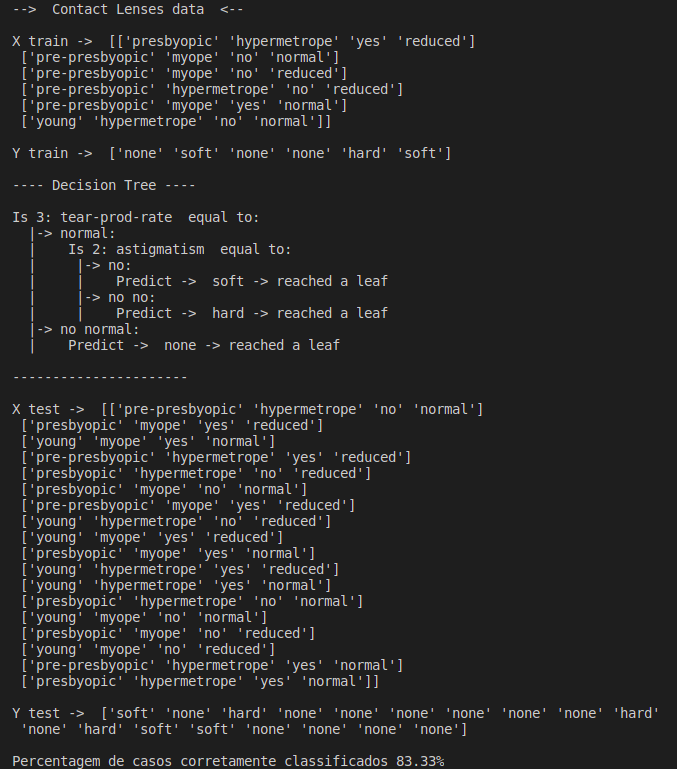 -->  Contact Lenses data  <--
X train ->  [['presbyopic' 'hypermetrope' 'yes' 'reduced']
 ['pre-presbyopic' 'myope' 'no' 'normal']
 ['pre-presbyopic' 'myope' 'no' 'reduced']
 ['pre-presbyopic' 'hypermetrope' 'no' 'reduced']
 ['pre-presbyopic' 'myope' 'yes' 'normal']
 ['young' 'hypermetrope' 'no' 'normal']]
Y train ->  ['none' 'soft' 'none' 'none' 'hard' 'soft']
---- Decision Tree ----
Is 3: tear-prod-rate  equal to:
  |-> normal:
  |    Is 2: astigmatism  equal to:
  |     |-> no:
  |     |    Predict ->  soft -> reached a leaf
  |     |-> no no:
  |     |    Predict ->  hard -> reached a leaf
  |-> no normal:
  |    Predict ->  none -> reached a leaf
----------------------
X test ->  [['pre-presbyopic' 'hypermetrope' 'no' 'normal']
 ['presbyopic' 'myope' 'yes' 'reduced']
 ['young' 'myope' 'yes' 'normal']
 ['pre-presbyopic' 'hypermetrope' 'yes' 'reduced']
 ['presbyopic' 'hypermetrope' 'no' 'reduced']
 ['presbyopic' 'myope' 'no' 'normal']
 ['pre-presbyopic' 'myope' 'yes' 'reduced']
 ['young' 'hypermetrope' 'no' 'reduced']
 ['young' 'myope' 'yes' 'reduced']
 ['presbyopic' 'myope' 'yes' 'normal']
 ['young' 'hypermetrope' 'yes' 'reduced']
 ['young' 'hypermetrope' 'yes' 'normal']
 ['presbyopic' 'hypermetrope' 'no' 'normal']
 ['young' 'myope' 'no' 'normal']
 ['presbyopic' 'myope' 'no' 'reduced']
 ['young' 'myope' 'no' 'reduced']
 ['pre-presbyopic' 'hypermetrope' 'yes' 'normal']
 ['presbyopic' 'hypermetrope' 'yes' 'normal']]
Y test ->  ['soft' 'none' 'hard' 'none' 'none' 'none' 'none' 'none' 'none' 'hard'
 'none' 'hard' 'soft' 'soft' 'none' 'none' 'none' 'none']
Percentagem de casos corretamente classificados 83.33%